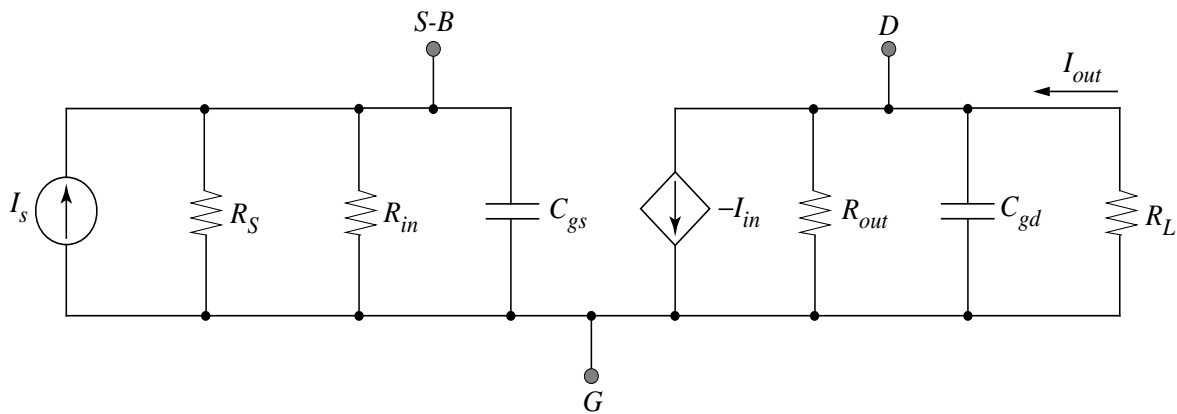 S-B
D
I_out
I_s
R_S
R_in
C_gs
–I_in
R_out
C_gd
R_L
G